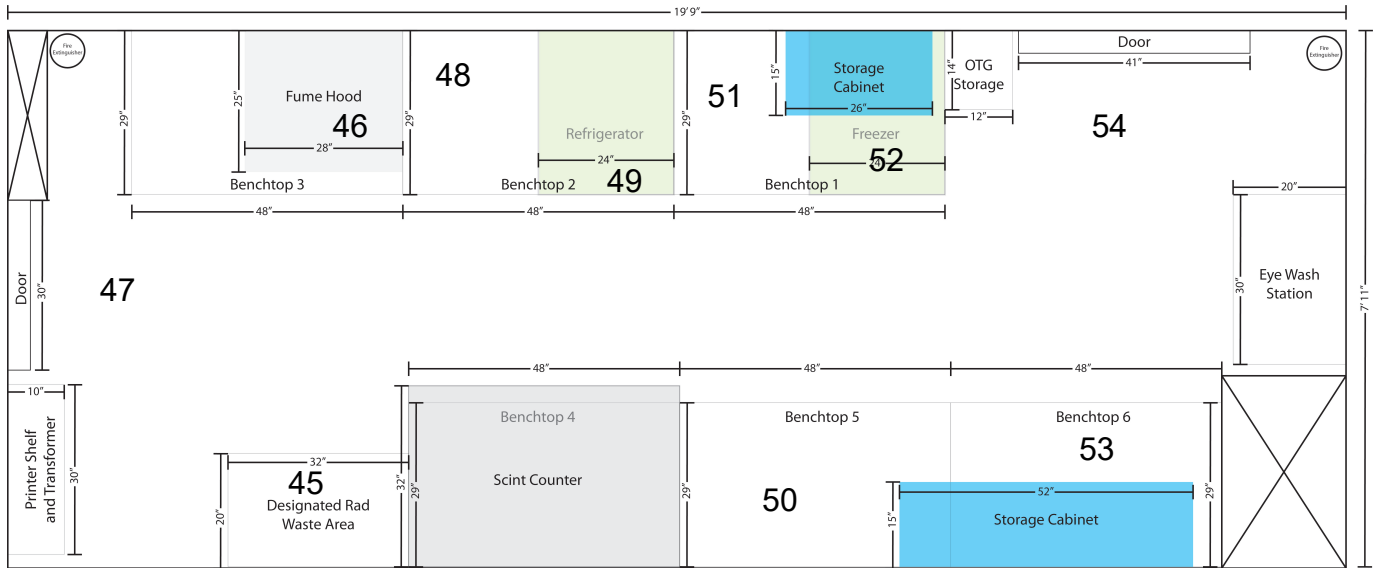 19' 9"
Fire
Extinguisher
Door
41"
Fire
Extinguisher
29"
25"
Fume Hood
46
28"
Benchtop 3
48"
29"
48
Refrigerator
24"
49
Benchtop 2
48"
29"
51
15"
Storage
Cabinet
26"
Freezer
52
24"
Benchtop 1
48"
14"
OTG
Storage
12"
54
20"
30"
Eye Wash
Station
7' 11"
Door
30"
47
10"
Printer Shelf
and Transformer
30"
20"
32"
45
Designated Rad
Waste Area
48"
32"
29"
Benchtop 4
Scint Counter
48"
29"
Benchtop 5
50
48"
Benchtop 6
53
29"
15"
52"
Storage Cabinet